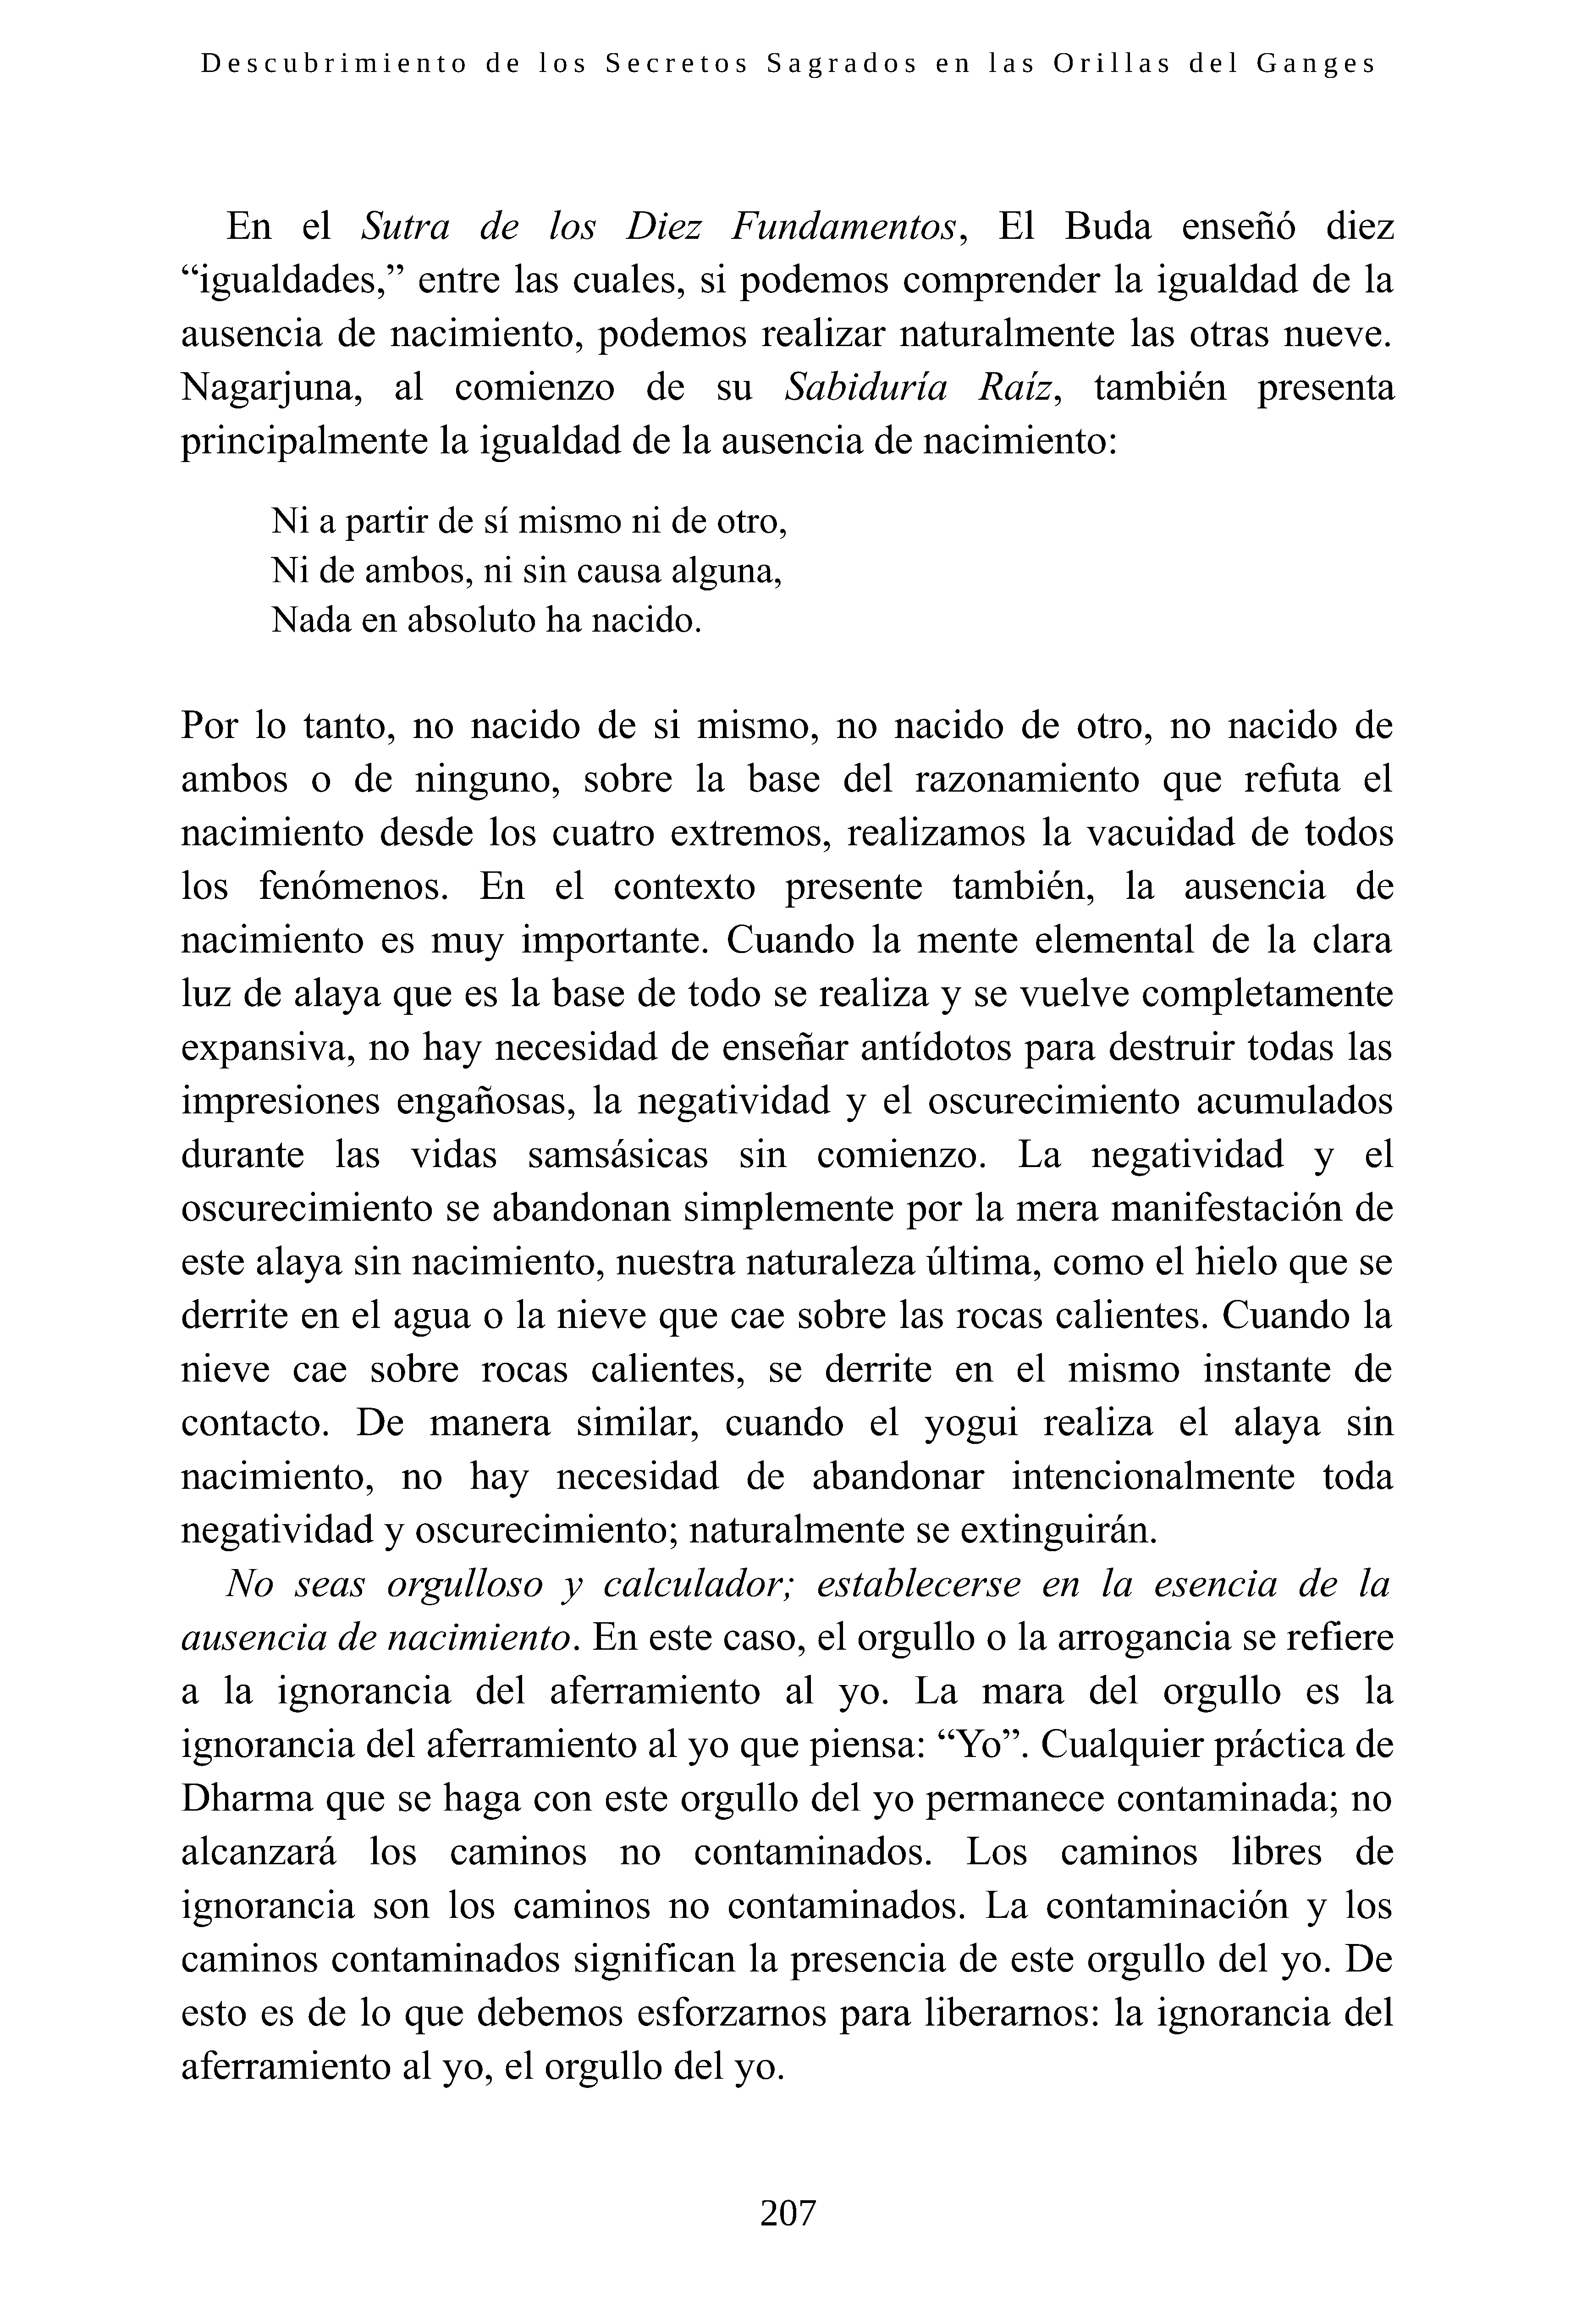 Descubrimiento de los Secretos Sagrados en las Orillas del Ganges
En el Sutra de los Diez Fundamentos, El Buda enseñó diez
“igualdades,” entre las cuales, si podemos comprender la igualdad de la
ausencia de nacimiento, podemos realizar naturalmente las otras nueve.
Nagarjuna, al comienzo de su Sabiduría Raíz, también presenta
principalmente la igualdad de la ausencia de nacimiento:
Ni a partir de sí mismo ni de otro,
Ni de ambos, ni sin causa alguna,
Nada en absoluto ha nacido.
Por lo tanto, no nacido de si mismo, no nacido de otro, no nacido de
ambos o de ninguno, sobre la base del razonamiento que refuta el
nacimiento desde los cuatro extremos, realizamos la vacuidad de todos
los fenómenos. En el contexto presente también, la ausencia de
nacimiento es muy importante. Cuando la mente elemental de la clara
luz de alaya que es la base de todo se realiza y se vuelve completamente
expansiva, no hay necesidad de enseñar antídotos para destruir todas las
impresiones engañosas, la negatividad y el oscurecimiento acumulados
durante las vidas samsásicas sin comienzo. La negatividad y el
oscurecimiento se abandonan simplemente por la mera manifestación de
este alaya sin nacimiento, nuestra naturaleza última, como el hielo que se
derrite en el agua o la nieve que cae sobre las rocas calientes. Cuando la
nieve cae sobre rocas calientes, se derrite en el mismo instante de
contacto. De manera similar, cuando el yogui realiza el alaya sin
nacimiento, no hay necesidad de abandonar intencionalmente toda
negatividad y oscurecimiento; naturalmente se extinguirán.
No seas orgulloso y calculador; establecerse en la esencia de la
ausencia de nacimiento. En este caso, el orgullo o la arrogancia se refiere
a la ignorancia del aferramiento al yo. La mara del orgullo es la
ignorancia del aferramiento al yo que piensa: “Yo”. Cualquier práctica de
Dharma que se haga con este orgullo del yo permanece contaminada; no
alcanzará los caminos no contaminados. Los caminos libres de
ignorancia son los caminos no contaminados. La contaminación y los
caminos contaminados significan la presencia de este orgullo del yo. De
esto es de lo que debemos esforzarnos para liberarnos: la ignorancia del
aferramiento al yo, el orgullo del yo.
207